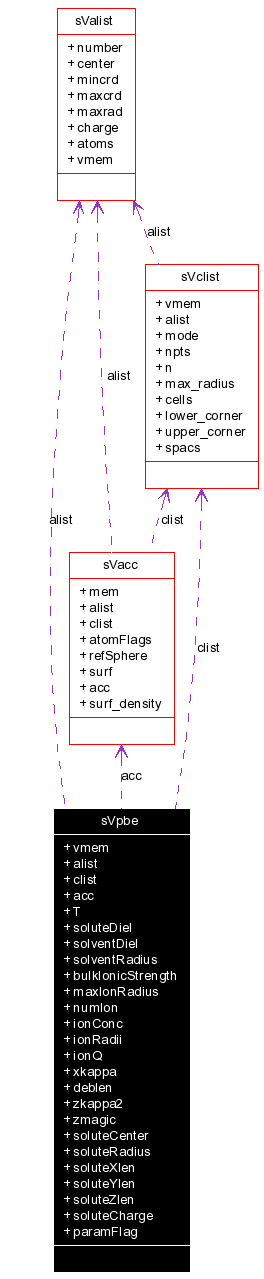 sValist
+ number
+ center
+ mincrd
+ maxcrd
+ maxrad
+ charge
+ atoms
+ vmem
alist
sVclist
+ vmem
+ alist
+ mode
+ npts
+ n
+ max_radius
+ cells
+ lower_corner
+ upper_corner
+ spacs
alist
alist
clist
sVacc
+ mem
+ alist
+ clist
+ atomFlags
+ refSphere
+ surf
+ acc
+ surf_density
clist
acc
sVpbe
+ vmem
+ alist
+ clist
+ acc
+ T
+ soluteDiel
+ solventDiel
+ solventRadius
+ bulkIonicStrength
+ maxIonRadius
+ numIon
+ ionConc
+ ionRadii
+ ionQ
+ xkappa
+ deblen
+ zkappa2
+ zmagic
+ soluteCenter
+ soluteRadius
+ soluteXlen
+ soluteYlen
+ soluteZlen
+ soluteCharge
+ paramFlag